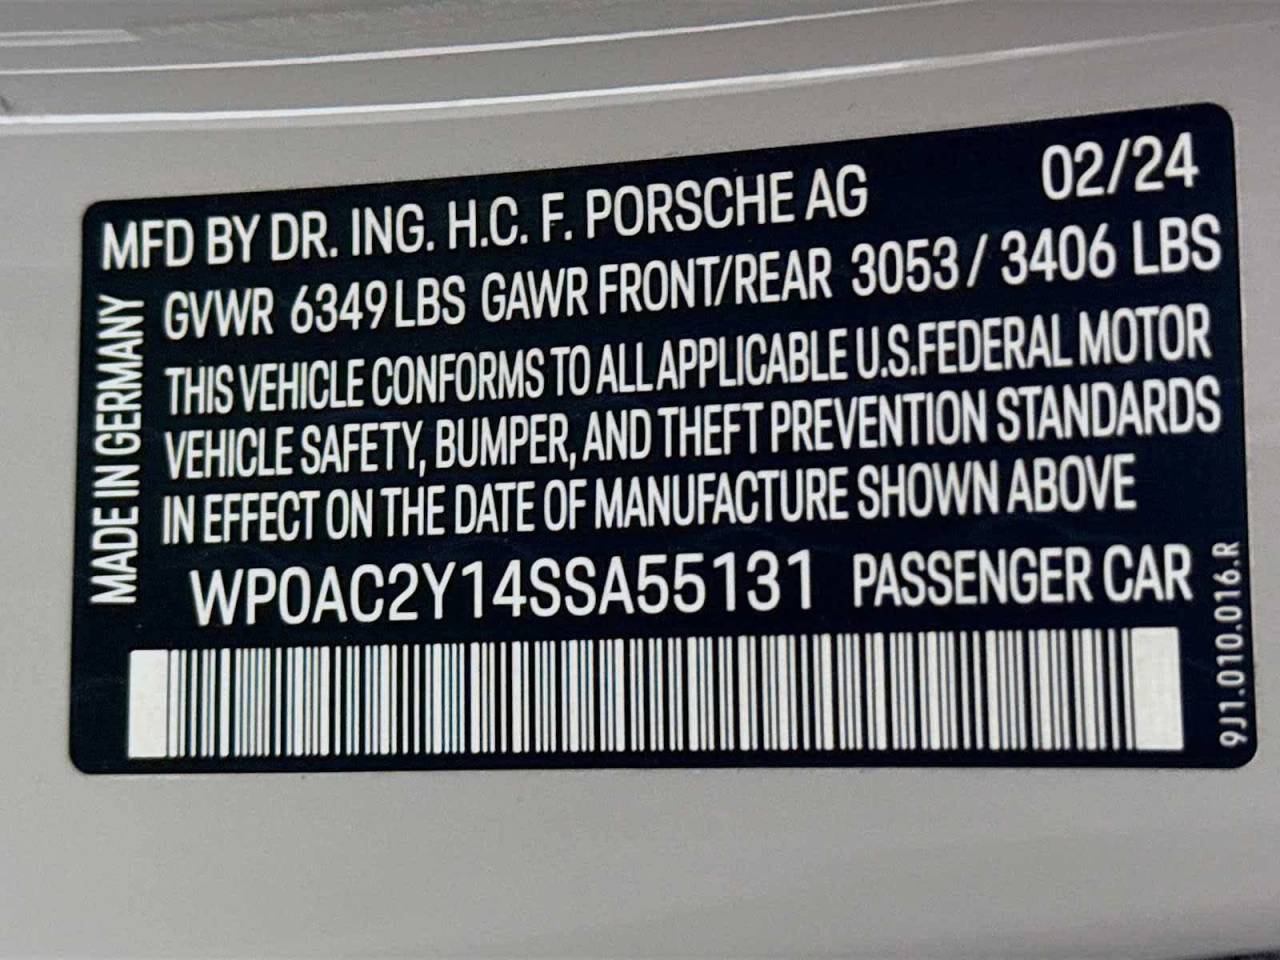 MFD BY DR. ING. H.C. F. PORSCHE AG 02/24
GVWR 6349 LBS GAWR FRONT/REAR 3053 / 3406 LBS
THIS VEHICLE CONFORMS TO ALL APPLICABLE U.S.FEDERAL MOTOR
VEHICLE SAFETY, BUMPER, AND THEFT PREVENTION STANDARDS
IN EFFECT ON THE DATE OF MANUFACTURE SHOWN ABOVE
WP0AC2Y14SSA55131 PASSENGER CAR
MADE IN GERMANY
9J1.010.016.R